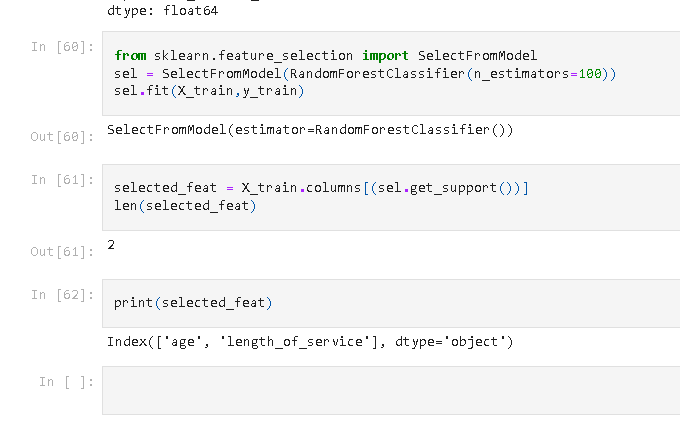 dtype: float64
In [60]:
from sklearn.feature_selection import SelectFromModel
sel = SelectFromModel(RandomForestClassifier(n_estimators=100))
sel.fit(X_train,y_train)
Out[60]:
SelectFromModel(estimator=RandomForestClassifier())
In [61]:
selected_feat = X_train.columns[(sel.get_support())]
len(selected_feat)
Out[61]:
2
In [62]:
print(selected_feat)
Index(['age', 'length_of_service'], dtype='object')
In [ ]: